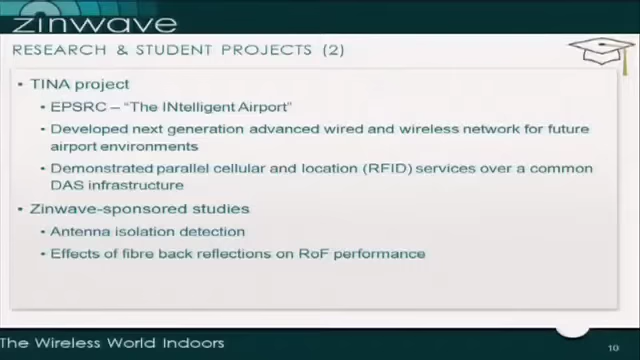 zinwave
RESEARCH & STUDENT PROJECTS (2)
• TINA project
• EPSRC – "The INtelligent Airport"
• Developed next generation advanced wired and wireless network for future
airport environments
• Demonstrated parallel cellular and location (RFID) services over a common
DAS infrastructure
• Zinwave-sponsored studies
• Antenna isolation detection
• Effects of fibre back reflections on RoF performance
The Wireless World Indoors
10